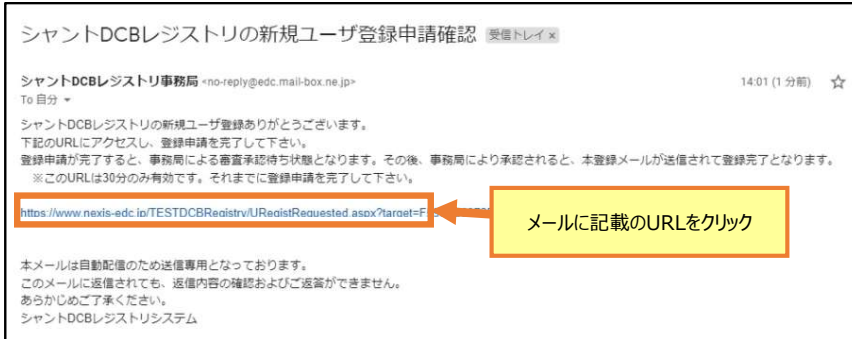 シャントDCBレジストリの新規ユーザ登録申請確認 受信トレイ ×
シャントDCBレジストリ事務局 <no-reply@edc.mail-box.ne.jp> 14:01 (1 分前)
To 自分
シャントDCBレジストリの新規ユーザ登録ありがとうございます。
下記のURLにアクセスし、登録申請を完了して下さい。
登録申請が完了すると、事務局による審査承認待ち状態となります。その後、事務局により承認されると、本登録メールが送信されて登録完了となります。
※このURLは30分のみ有効です。それまでに登録申請を完了して下さい。
https://www.nexis-edc.jp/TESTDCBRegistry/URegistRequested.aspx?target=F
メールに記載のURLをクリック
本メールは自動配信のため送信専用となっております。
このメールに返信されても、返信内容の確認およびご返答ができません。
あらかじめご了承ください。
シャントDCBレジストリシステム